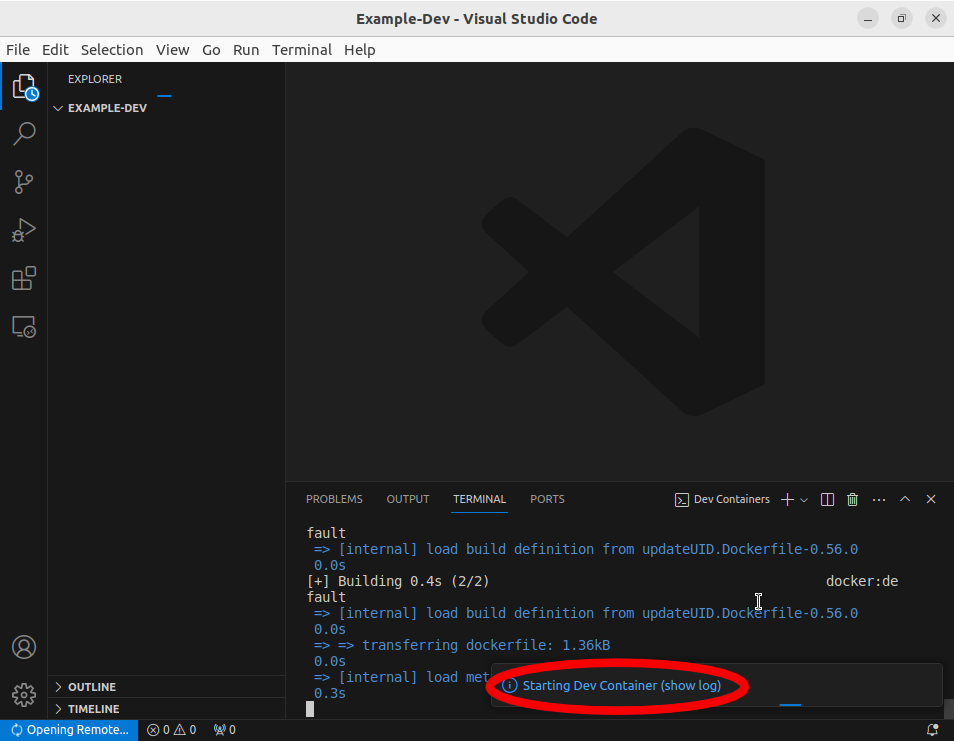 Example-Dev - Visual Studio Code
File Edit Selection View Go Run Terminal Help
EXPLORER
EXAMPLE-DEV
PROBLEMS OUTPUT TERMINAL PORTS Dev Containers
fault
=> [internal] load build definition from updateUID.Dockerfile-0.56.0
0.0s
[+] Building 0.4s (2/2) docker:de
fault
=> [internal] load build definition from updateUID.Dockerfile-0.56.0
0.0s
=> => transferring dockerfile: 1.36kB
0.0s
=> [internal] load met
0.3s
Starting Dev Container (show log)
OUTLINE
TIMELINE
Opening Remote... 0 0 0